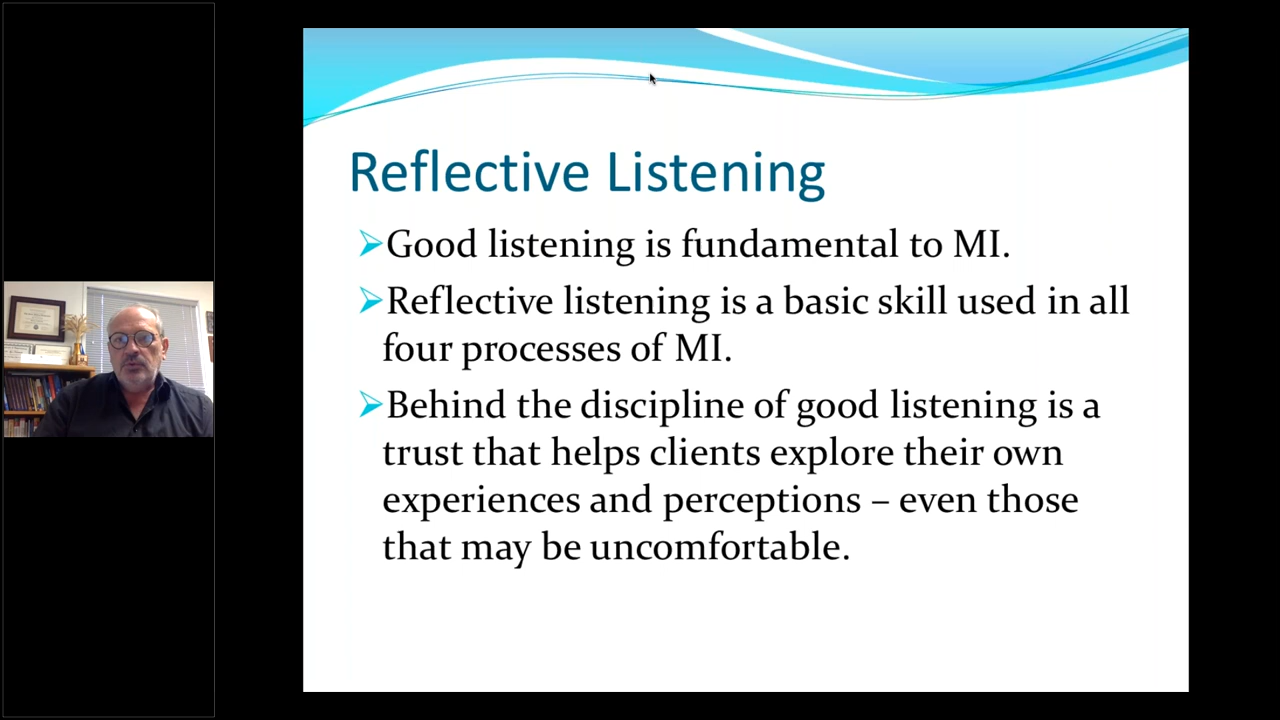 Reflective Listening
➢Good listening is fundamental to MI.
➢Reflective listening is a basic skill used in all
four processes of MI.
➢Behind the discipline of good listening is a
trust that helps clients explore their own
experiences and perceptions – even those
that may be uncomfortable.